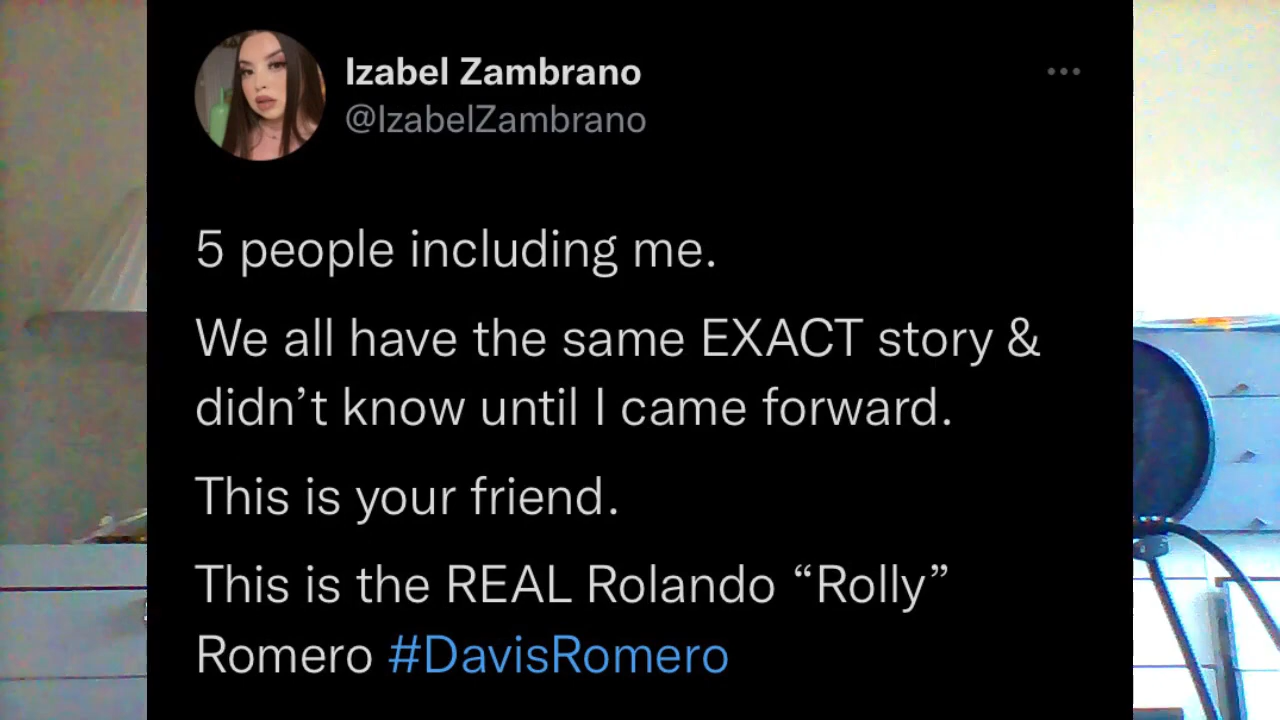 Izabel Zambrano
@IzabelZambrano
5 people including me.
We all have the same EXACT story &
didn’t know until I came forward.
This is your friend.
This is the REAL Rolando “Rolly”
Romero #DavisRomero